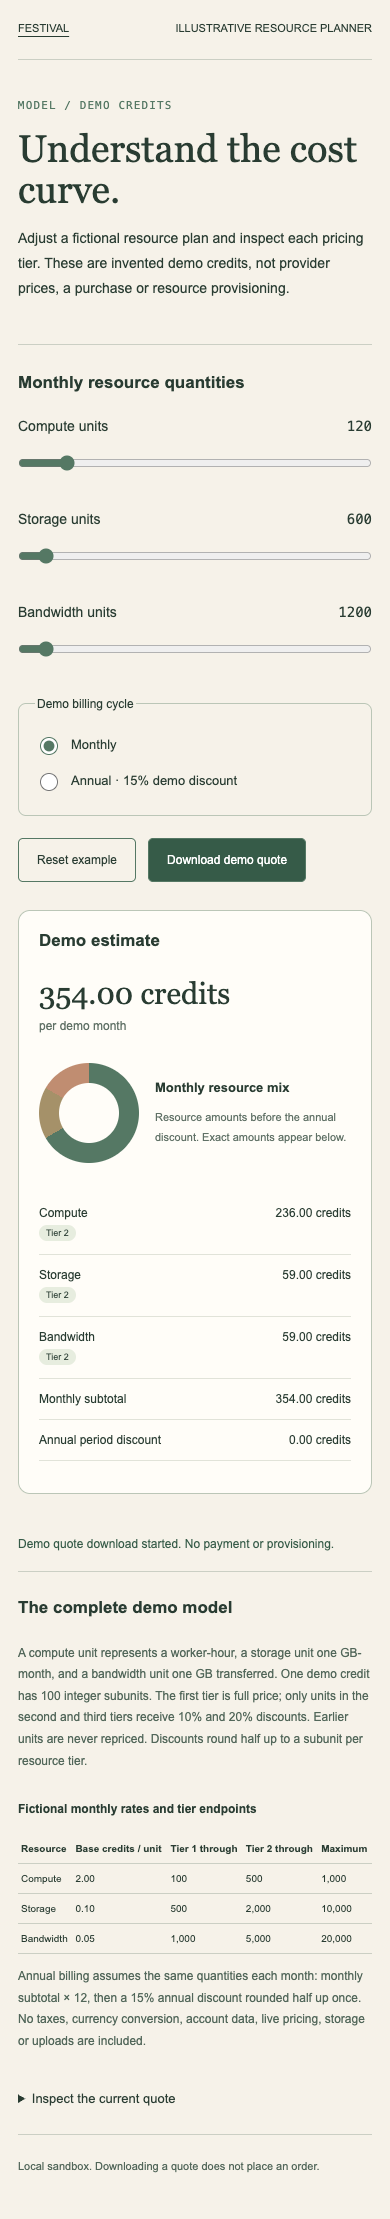 FESTIVAL
ILLUSTRATIVE RESOURCE PLANNER
MODEL / DEMO CREDITS
Understand the cost
curve.
Adjust a fictional resource plan and inspect each pricing
tier. These are invented demo credits, not provider
prices, a purchase or resource provisioning.
Monthly resource quantities
Compute units 120
Storage units 600
Bandwidth units 1200
Demo billing cycle
Monthly
Annual · 15% demo discount
Reset example
Download demo quote
Demo estimate
354.00 credits
per demo month
Monthly resource mix
Resource amounts before the annual
discount. Exact amounts appear below.
Compute 236.00 credits
Tier 2
Storage 59.00 credits
Tier 2
Bandwidth 59.00 credits
Tier 2
Monthly subtotal 354.00 credits
Annual period discount 0.00 credits
Demo quote download started. No payment or provisioning.
The complete demo model
A compute unit represents a worker-hour, a storage unit one GB-
month, and a bandwidth unit one GB transferred. One demo credit
has 100 integer subunits. The first tier is full price; only units in the
second and third tiers receive 10% and 20% discounts. Earlier
units are never repriced. Discounts round half up to a subunit per
resource tier.
Fictional monthly rates and tier endpoints
Resource Base credits / unit Tier 1 through Tier 2 through Maximum
Compute 2.00 100 500 1,000
Storage 0.10 500 2,000 10,000
Bandwidth 0.05 1,000 5,000 20,000
Annual billing assumes the same quantities each month: monthly
subtotal × 12, then a 15% annual discount rounded half up once.
No taxes, currency conversion, account data, live pricing, storage
or uploads are included.
Inspect the current quote
Local sandbox. Downloading a quote does not place an order.